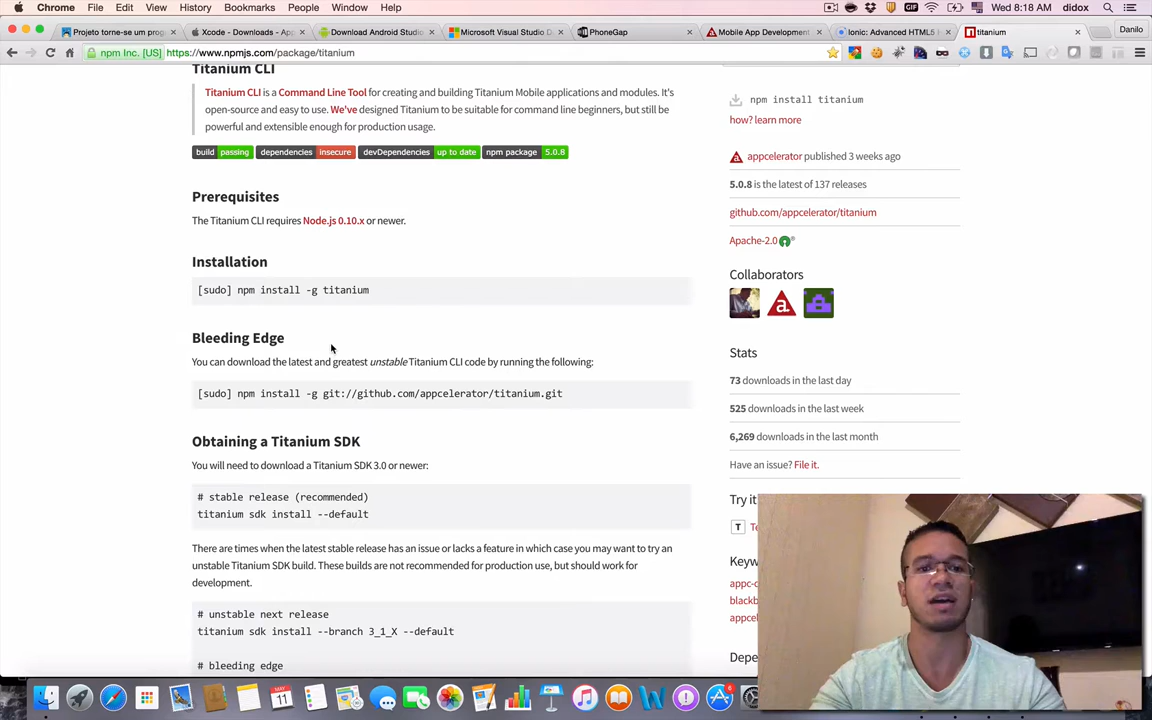 Chrome File Edit View History Bookmarks People Window Help
GIF
Wed 8:18 AM didox
Projeto torne-se um prog
Xcode - Downloads - App
Download Android Studio
Microsoft Visual Studio D
PhoneGap
Mobile App Development
Ionic: Advanced HTML5
titanium
Danilo
npm Inc. [US] https://www.npmjs.com/package/titanium
Titanium CLI
Titanium CLI is a Command Line Tool for creating and building Titanium Mobile applications and modules. It's
open-source and easy to use. We've designed Titanium to be suitable for command line beginners, but still be
powerful and extensible enough for production usage.
build passing dependencies insecure devDependencies up to date npm package 5.0.8
Prerequisites
The Titanium CLI requires Node.js 0.10.x or newer.
Installation
[sudo] npm install -g titanium
Bleeding Edge
You can download the latest and greatest unstable Titanium CLI code by running the following:
[sudo] npm install -g git://github.com/appcelerator/titanium.git
Obtaining a Titanium SDK
You will need to download a Titanium SDK 3.0 or newer:
# stable release (recommended)
titanium sdk install --default
There are times when the latest stable release has an issue or lacks a feature in which case you may want to try an
unstable Titanium SDK build. These builds are not recommended for production use, but should work for
development.
# unstable next release
titanium sdk install --branch 3_1_X --default
# bleeding edge
npm install titanium
how? learn more
appcelerator published 3 weeks ago
5.0.8 is the latest of 137 releases
github.com/appcelerator/titanium
Apache-2.0
Collaborators
a
Stats
73 downloads in the last day
525 downloads in the last week
6,269 downloads in the last month
Have an issue? File it.
Try it
T Te
Keyw
appc-c
blackb
appcel
Depe